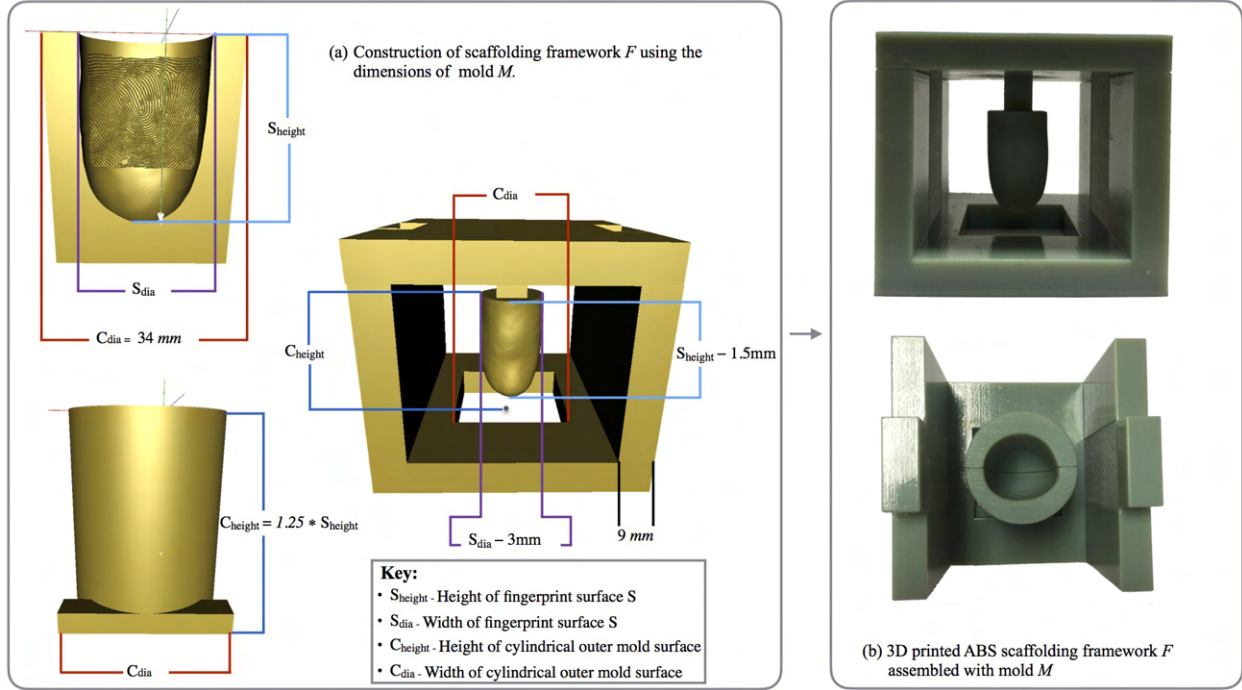 (a) Construction of scaffolding framework F using the
dimensions of mold M.
Sheight
Sdia
Cdia = 34 mm
Cdia
Cheight
Sheight – 1.5mm
Cheight = 1.25 * Sheight
Sdia – 3mm
9 mm
Cdia
Key:
• Sheight - Height of fingerprint surface S
• Sdia - Width of fingerprint surface S
• Cheight - Height of cylindrical outer mold surface
• Cdia - Width of cylindrical outer mold surface
(b) 3D printed ABS scaffolding framework F
assembled with mold M